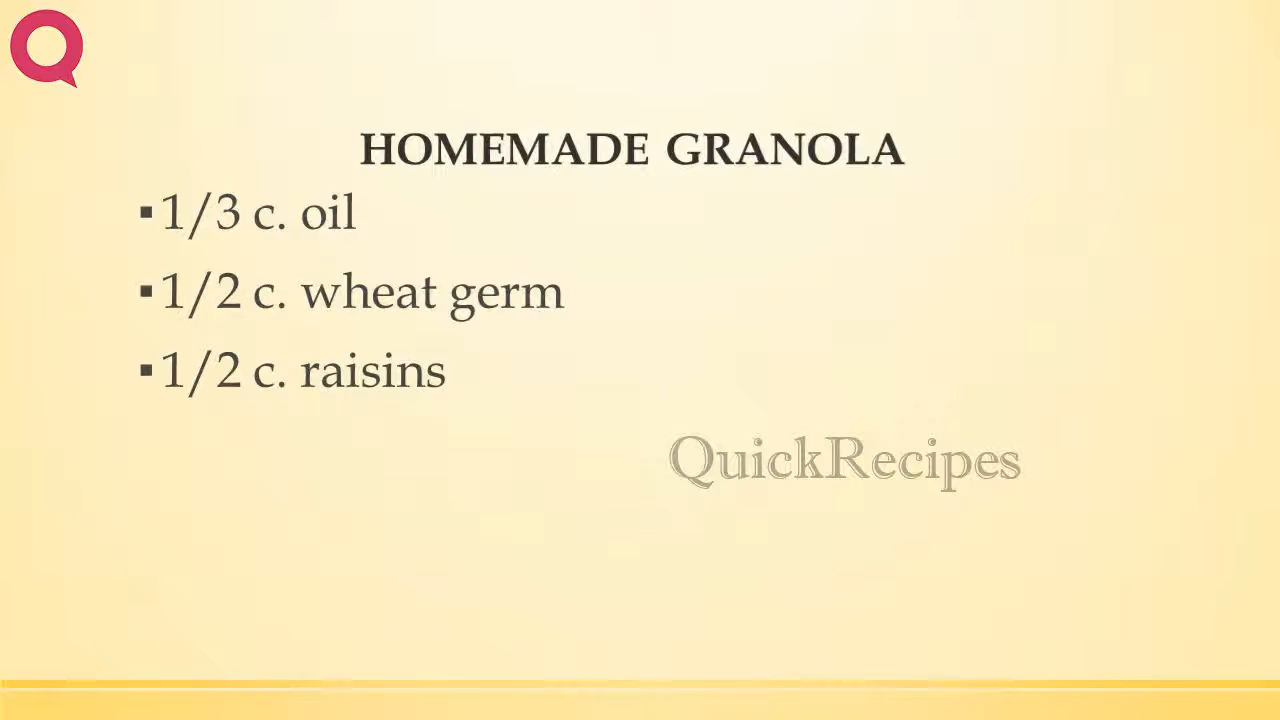 HOMEMADE GRANOLA
▪1/3 c. oil
▪1/2 c. wheat germ
▪1/2 c. raisins
QuickRecipes